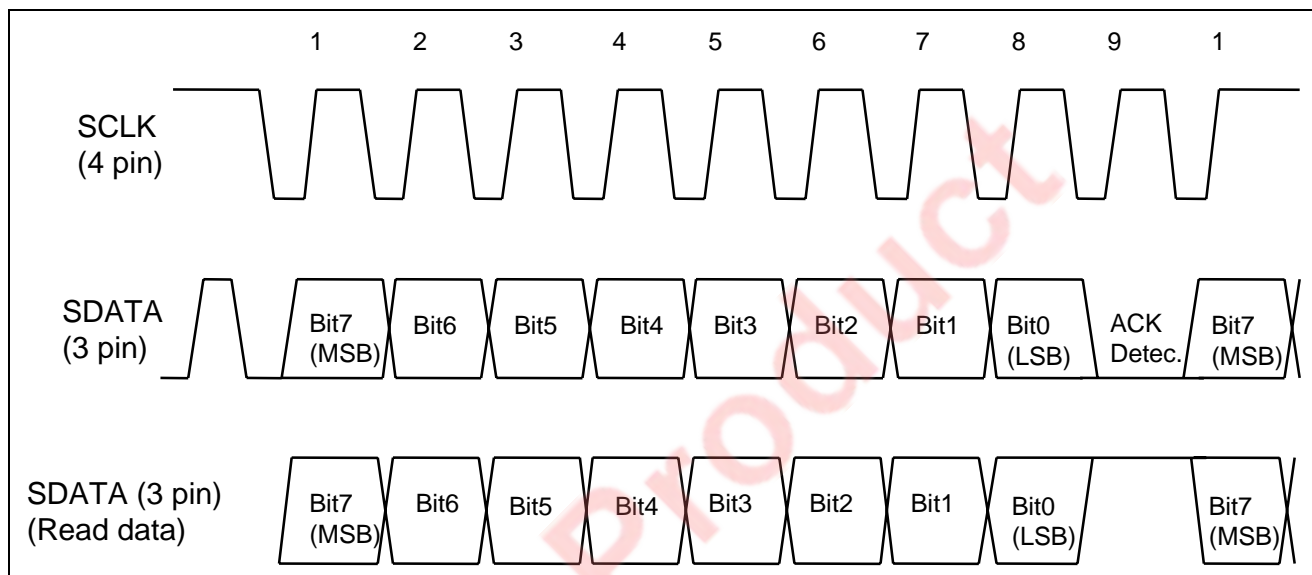 1 2 3 4 5 6 7 8 9 1
SCLK
(4 pin)
SDATA
(3 pin)
Bit7
(MSB)
Bit6
Bit5
Bit4
Bit3
Bit2
Bit1
Bit0
(LSB)
ACK
Detec.
Bit7
(MSB)
SDATA (3 pin)
(Read data)
Bit7
(MSB)
Bit6
Bit5
Bit4
Bit3
Bit2
Bit1
Bit0
(LSB)
Bit7
(MSB)
Product